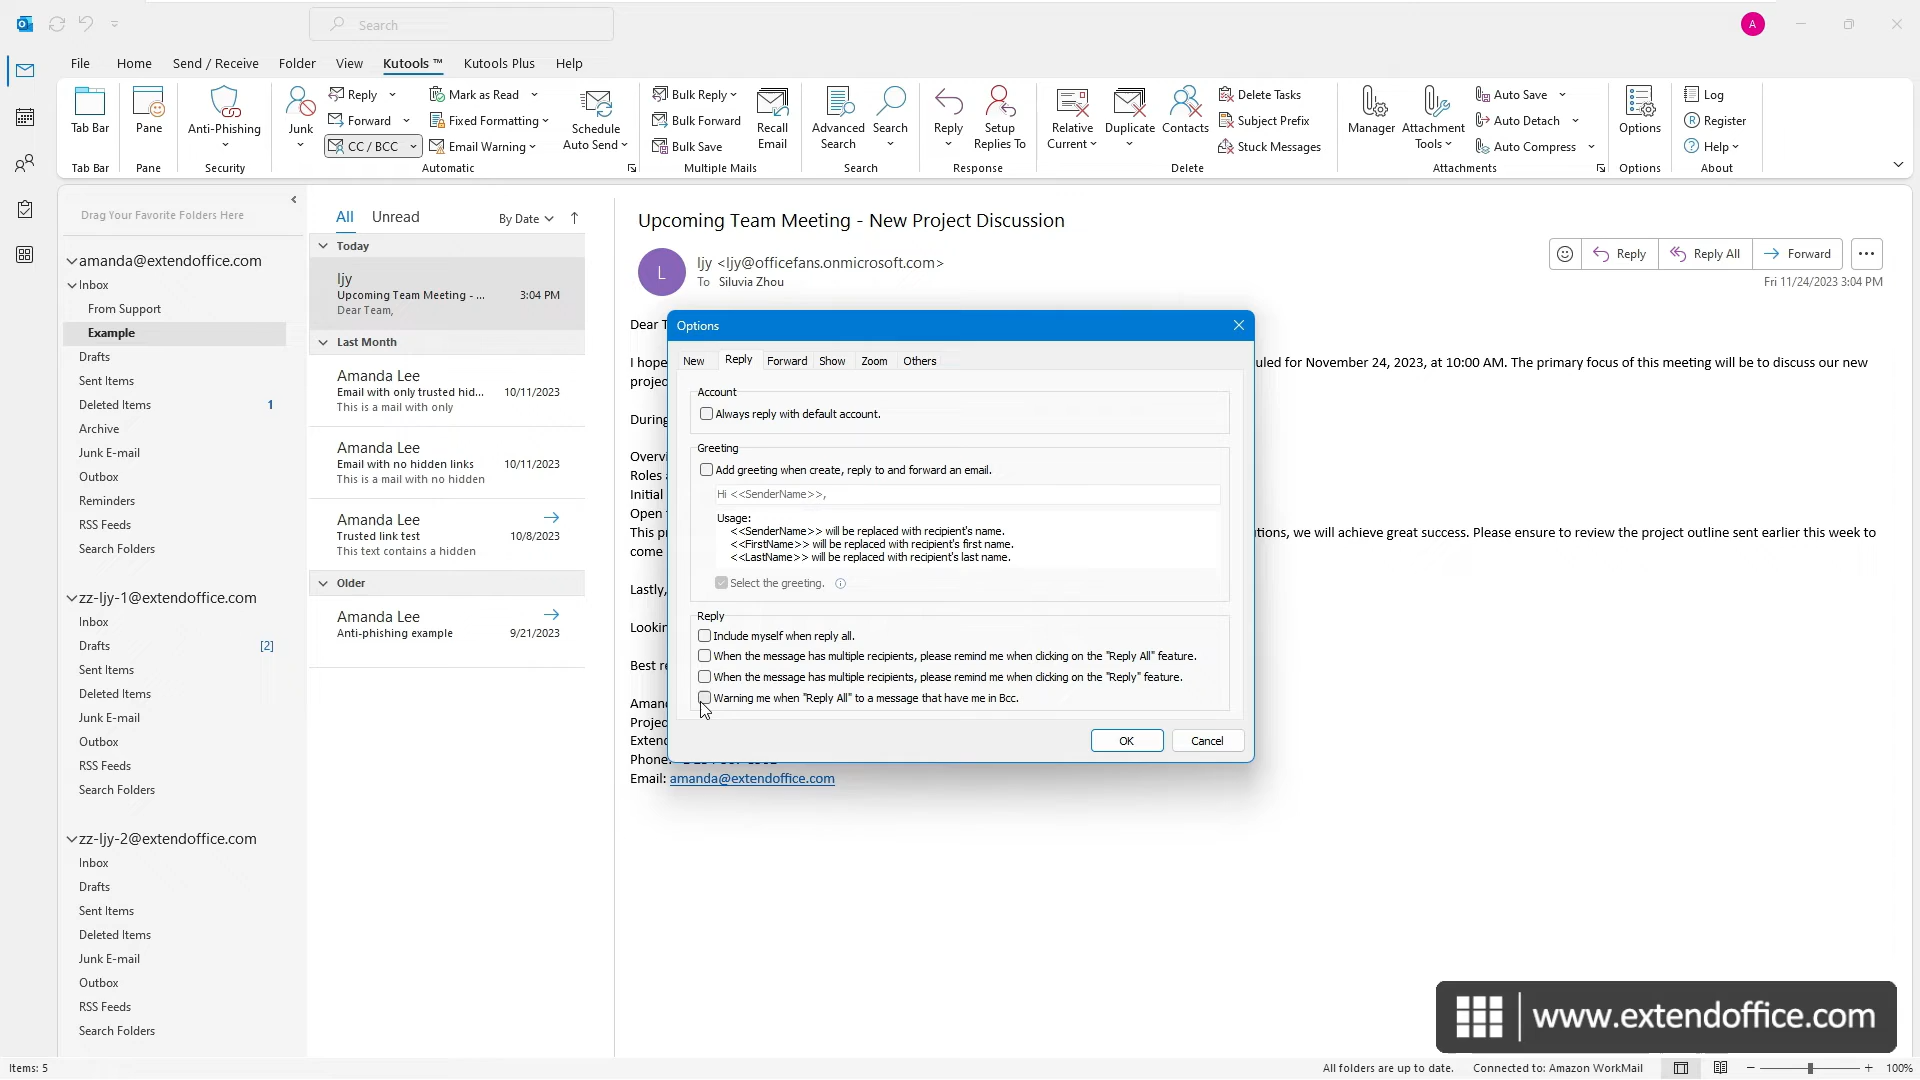 Search
A
File Home Send / Receive Folder View Kutools ™ Kutools Plus Help
Tab Bar
Tab Bar
Pane
Pane
Anti-Phishing
Security
Junk
Reply
Forward
CC / BCC
Mark as Read
Fixed Formatting
Email Warning
Schedule
Auto Send
Automatic
Bulk Reply
Bulk Forward
Bulk Save
Recall
Email
Multiple Mails
Advanced
Search
Search
Search
Reply
Setup
Replies To
Response
Relative
Current
Duplicate
Contacts
Delete Tasks
Subject Prefix
Stuck Messages
Delete
Manager
Attachment
Tools
Auto Save
Auto Detach
Auto Compress
Attachments
Options
Options
Log
Register
Help
About
Drag Your Favorite Folders Here
amanda@extendoffice.com
Inbox
From Support
Example
Drafts
Sent Items
Deleted Items 1
Archive
Junk E-mail
Outbox
Reminders
RSS Feeds
Search Folders
zz-ljy-1@extendoffice.com
Inbox
Drafts [2]
Sent Items
Deleted Items
Junk E-mail
Outbox
RSS Feeds
Search Folders
zz-ljy-2@extendoffice.com
Inbox
Drafts
Sent Items
Deleted Items
Junk E-mail
Outbox
RSS Feeds
Search Folders
All Unread By Date
Today
ljy
Upcoming Team Meeting - ... 3:04 PM
Dear Team,
Last Month
Amanda Lee
Email with only trusted hid... 10/11/2023
This is a mail with only
Amanda Lee
Email with no hidden links 10/11/2023
This is a mail with no hidden
Amanda Lee
Trusted link test 10/8/2023
This text contains a hidden
Older
Amanda Lee
Anti-phishing example 9/21/2023
Upcoming Team Meeting - New Project Discussion
L
ljy <ljy@officefans.onmicrosoft.com>
To Siluvia Zhou
Reply Reply All Forward
Fri 11/24/2023 3:04 PM
Dear
I hope uled for November 24, 2023, at 10:00 AM. The primary focus of this meeting will be to discuss our new
projec
During
Overvi
Roles
Initial
Open
This pr tions, we will achieve great success. Please ensure to review the project outline sent earlier this week to
come
Lastly,
Lookin
Best re
Aman
Projec
Extend
Phone:
Email: amanda@extendoffice.com
Options
New Reply Forward Show Zoom Others
Account
Always reply with default account.
Greeting
Add greeting when create, reply to and forward an email.
Hi <<SenderName>>,
Usage:
<<SenderName>> will be replaced with recipient's name.
<<FirstName>> will be replaced with recipient's first name.
<<LastName>> will be replaced with recipient's last name.
Select the greeting.
Reply
Include myself when reply all.
When the message has multiple recipients, please remind me when clicking on the "Reply All" feature.
When the message has multiple recipients, please remind me when clicking on the "Reply" feature.
Warning me when "Reply All" to a message that have me in Bcc.
OK Cancel
www.extendoffice.com
Items: 5
All folders are up to date. Connected to: Amazon WorkMail 100%